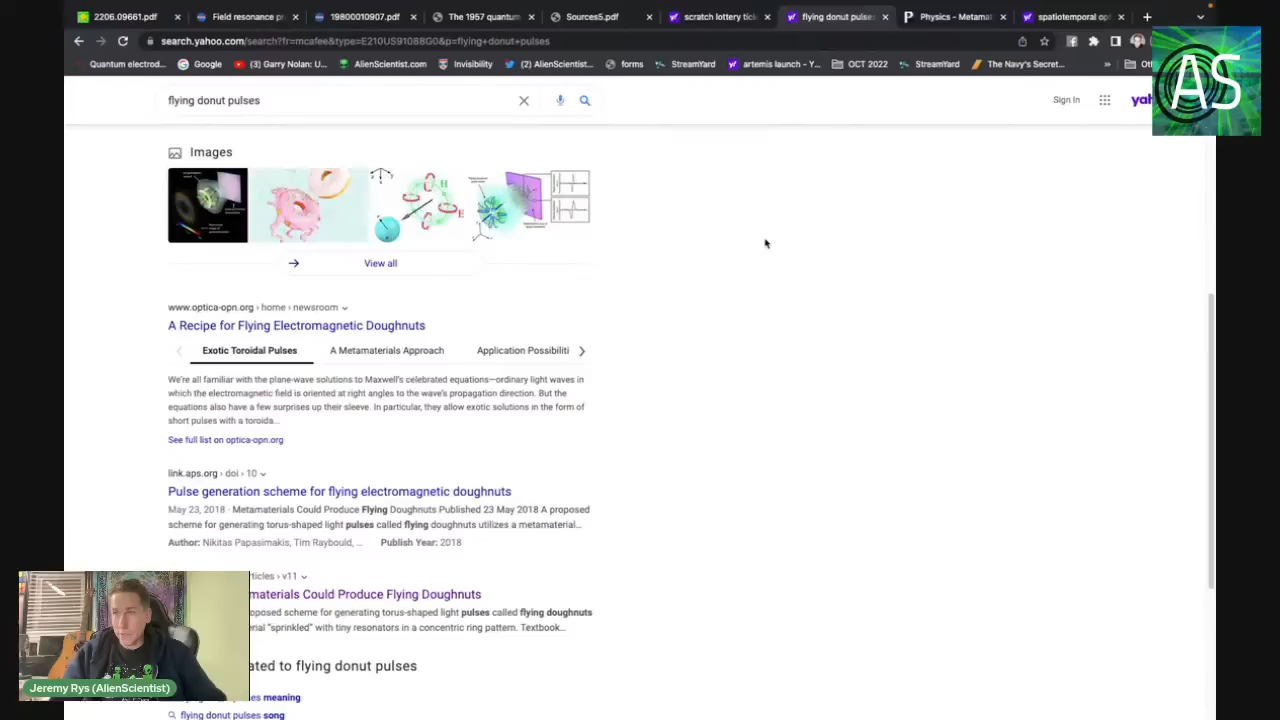 2206.09661.pdf
Field resonance pr
19800010907.pdf
The 1957 quantum
Sources5.pdf
scratch lottery tick
flying donut pulses
Physics - Metamat
spatiotemporal opt
search.yahoo.com/search?fr=mcafee&type=E210US91088G0&p=flying+donut+pulses
Quantum electrod...
Google
(3) Garry Nolan: U...
AlienScientist.com
Invisibility
(2) (AlienScientist...
forms
StreamYard
artemis launch - Y...
OCT 2022
StreamYard
The Navy's Secret...
AS
flying donut pulses
Sign In
Images
View all
www.optica-opn.org › home › newsroom
A Recipe for Flying Electromagnetic Doughnuts
Exotic Toroidal Pulses
A Metamaterials Approach
Application Possibiliti
We're all familiar with the plane-wave solutions to Maxwell's celebrated equations—ordinary light waves in
which the electromagnetic field is oriented at right angles to the wave's propagation direction. But the
equations also have a few surprises up their sleeve. In particular, they allow exotic solutions in the form of
short pulses with a toroida...
See full list on optica-opn.org
link.aps.org › doi › 10
Pulse generation scheme for flying electromagnetic doughnuts
May 23, 2018 · Metamaterials Could Produce Flying Doughnuts Published 23 May 2018 A proposed
scheme for generating torus-shaped light pulses called flying doughnuts utilizes a metamaterial...
Author: Nikitas Papasimakis, Tim Raybould, ... Publish Year: 2018
rticles › v11
materials Could Produce Flying Doughnuts
oposed scheme for generating torus-shaped light pulses called flying doughnuts
rial "sprinkled" with tiny resonators in a concentric ring pattern. Textbook...
ated to flying donut pulses
es meaning
flying donut pulses song
Jeremy Rys (AlienScientist)